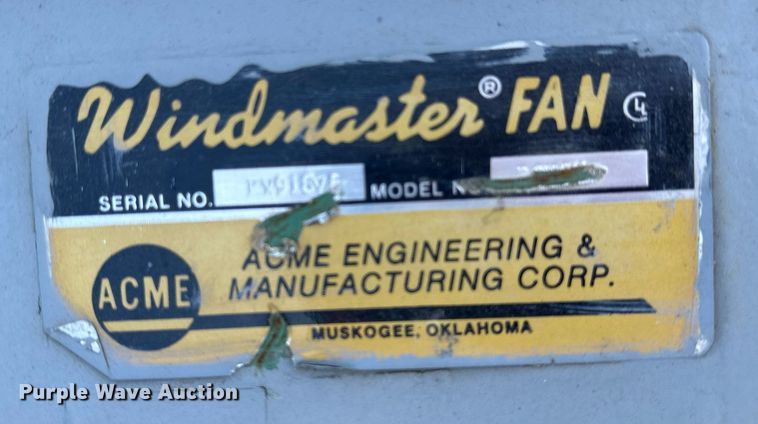 Windmaster® FAN
SERIAL NO. MODEL
ACME ENGINEERING &
MANUFACTURING CORP.
ACME
MUSKOGEE, OKLAHOMA
Purple Wave Auction